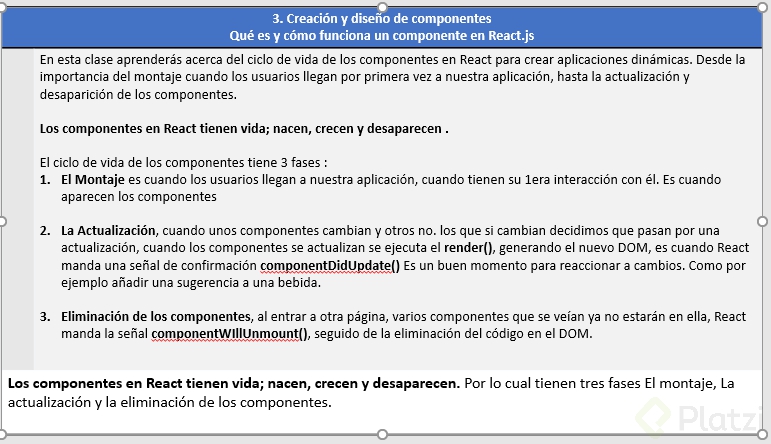 3. Creación y diseño de componentes
Qué es y cómo funciona un componente en React.js
En esta clase aprenderás acerca del ciclo de vida de los componentes en React para crear aplicaciones dinámicas. Desde la
importancia del montaje cuando los usuarios llegan por primera vez a nuestra aplicación, hasta la actualización y
desaparición de los componentes.
Los componentes en React tienen vida; nacen, crecen y desaparecen .
El ciclo de vida de los componentes tiene 3 fases :
1. El Montaje es cuando los usuarios llegan a nuestra aplicación, cuando tienen su 1era interacción con él. Es cuando
aparecen los componentes
2. La Actualización, cuando unos componentes cambian y otros no. los que si cambian decidimos que pasan por una
actualización, cuando los componentes se actualizan se ejecuta el render(), generando el nuevo DOM, es cuando React
manda una señal de confirmación componentDidUpdate() Es un buen momento para reaccionar a cambios. Como por
ejemplo añadir una sugerencia a una bebida.
3. Eliminación de los componentes, al entrar a otra página, varios componentes que se veían ya no estarán en ella, React
manda la señal componentWIllUnmount(), seguido de la eliminación del código en el DOM.
Los componentes en React tienen vida; nacen, crecen y desaparecen. Por lo cual tienen tres fases El montaje, La
actualización y la eliminación de los componentes.
Platzi